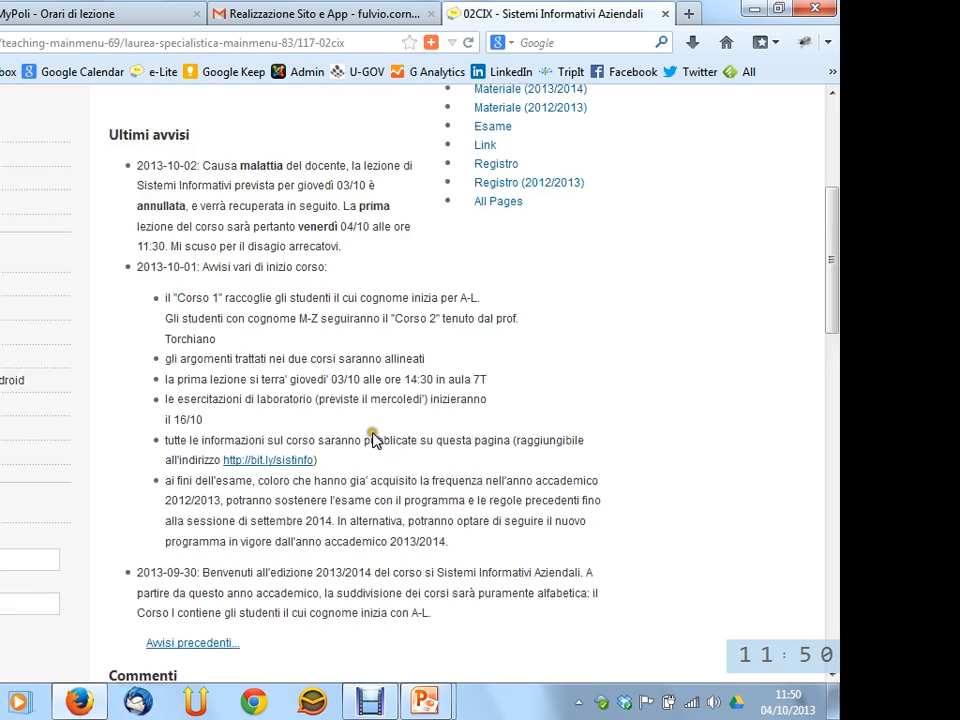 MyPoli - Orari di lezione
Realizzazione Sito e App - fulvio.corn...
02CIX - Sistemi Informativi Aziendali
/teaching-mainmenu-69/laurea-specialistica-mainmenu-83/117-02cix
Google
box
Google Calendar
e-Lite
Google Keep
Admin
U-GOV
G Analytics
LinkedIn
TripIt
Facebook
Twitter
All
»
Materiale (2013/2014)
Materiale (2012/2013)
Esame
Link
Registro
Registro (2012/2013)
All Pages
Ultimi avvisi
2013-10-02: Causa malattia del docente, la lezione di
Sistemi Informativi prevista per giovedì 03/10 è
annullata, e verrà recuperata in seguito. La prima
lezione del corso sarà pertanto venerdì 04/10 alle ore
11:30. Mi scuso per il disagio arrecatovi.
2013-10-01: Avvisi vari di inizio corso:
il "Corso 1" raccoglie gli studenti il cui cognome inizia per A-L.
Gli studenti con cognome M-Z seguiranno il "Corso 2" tenuto dal prof.
Torchiano
gli argomenti trattati nei due corsi saranno allineati
la prima lezione si terra' giovedi' 03/10 alle ore 14:30 in aula 7T
le esercitazioni di laboratorio (previste il mercoledi') inizieranno
il 16/10
tutte le informazioni sul corso saranno pubblicate su questa pagina (raggiungibile
all'indirizzo http://bit.ly/sistinfo)
ai fini dell'esame, coloro che hanno gia' acquisito la frequenza nell'anno accademico
2012/2013, potranno sostenere l'esame con il programma e le regole precedenti fino
alla sessione di settembre 2014. In alternativa, potranno optare di seguire il nuovo
programma in vigore dall'anno accademico 2013/2014.
2013-09-30: Benvenuti all'edizione 2013/2014 del corso si Sistemi Informativi Aziendali. A
partire da questo anno accademico, la suddivisione dei corsi sarà puramente alfabetica: il
Corso I contiene gli studenti il cui cognome inizia con A-L.
Avvisi precedenti...
Commenti
droid
11:50
11:50
04/10/2013